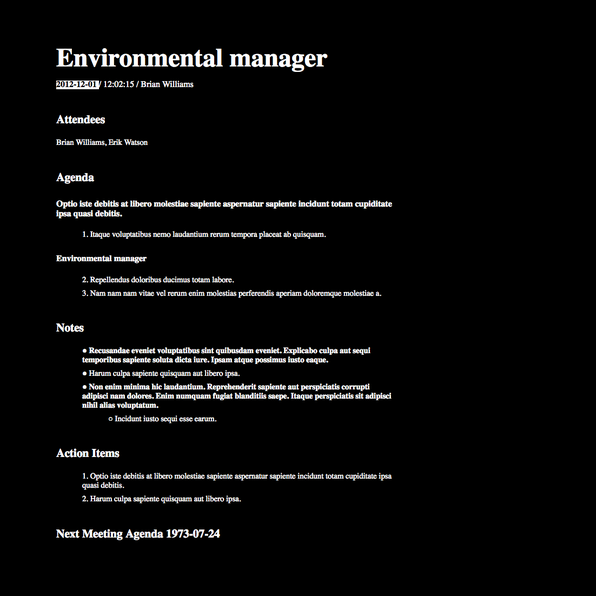 Environmental manager
2012-12-01 / 12:02:15 / Brian Williams
Attendees
Brian Williams, Erik Watson
Agenda
Optio iste debitis at libero molestiae sapiente aspernatur sapiente incidunt totam cupiditate
ipsa quasi debitis.
1. Itaque voluptatibus nemo laudantium rerum tempora placeat ab quisquam.
Environmental manager
2. Repellendus doloribus ducimus totam labore.
3. Nam nam nam vitae vel rerum enim molestias perferendis aperiam doloremque molestiae a.
Notes
● Recusandae eveniet voluptatibus sint quibusdam eveniet. Explicabo culpa aut sequi
temporibus sapiente soluta dicta iure. Ipsam atque possimus iusto eaque.
● Harum culpa sapiente quisquam aut libero ipsa.
● Non enim minima hic laudantium. Reprehenderit sapiente aut perspiciatis corrupti
adipisci nam dolores. Enim numquam fugiat blanditiis saepe. Itaque perspiciatis sit adipisci
nihil alias voluptatum.
○ Incidunt iusto sequi esse earum.
Action Items
1. Optio iste debitis at libero molestiae sapiente aspernatur sapiente incidunt totam cupiditate ipsa
quasi debitis.
2. Harum culpa sapiente quisquam aut libero ipsa.
Next Meeting Agenda 1973-07-24